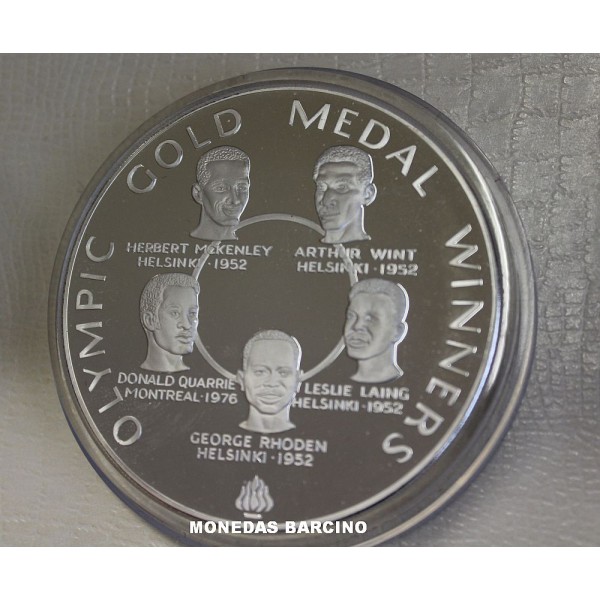 OLYMPIC GOLD MEDAL WINNERS
HERBERT McKENLEY
HELSINKI · 1952
ARTHUR WINT
HELSINKI · 1952
DONALD QUARRIE
MONTREAL · 1976
LESLIE LAING
HELSINKI · 1952
GEORGE RHODEN
HELSINKI · 1952
MONEDAS BARCINO